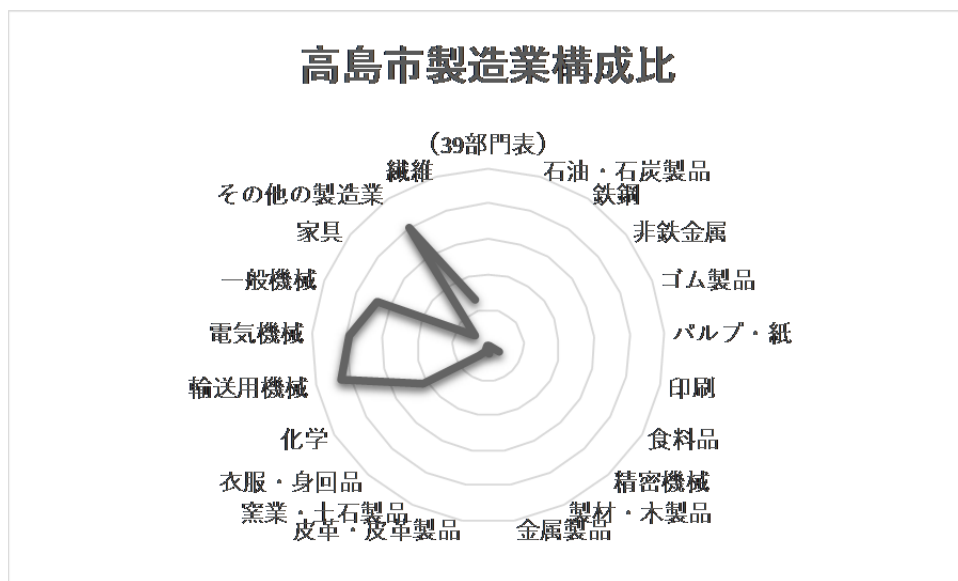 高島市製造業構成比
（39部門表）
石油・石炭製品
鉄鋼
非鉄金属
ゴム製品
パルプ・紙
印刷
食料品
精密機械
製材・木製品
金属製品
皮革・皮革製品
窯業・土石製品
衣服・身回品
化学
輸送用機械
電気機械
一般機械
家具
その他の製造業
繊維